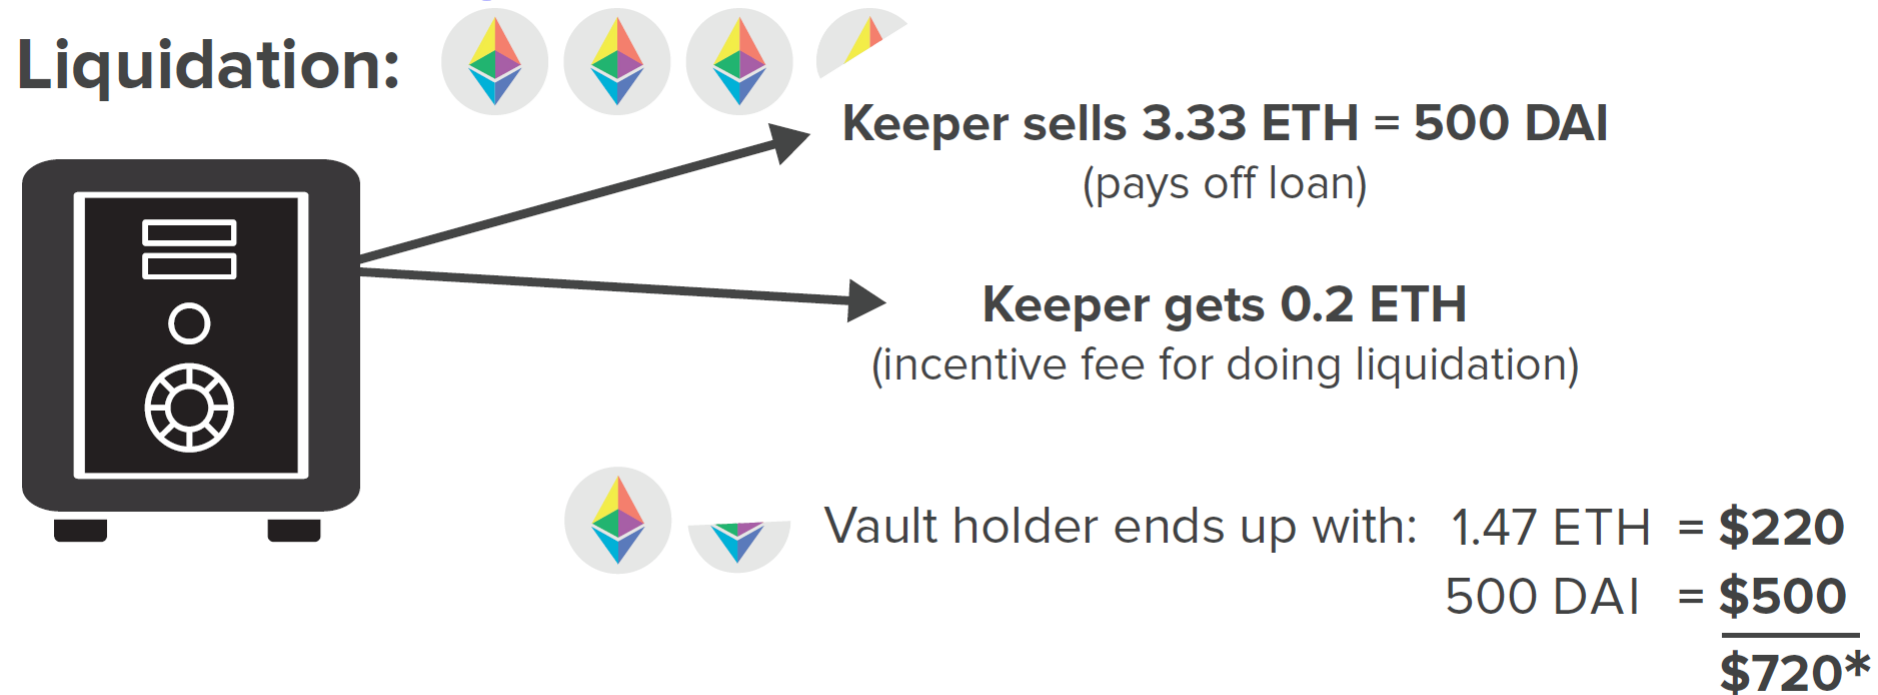 Liquidation:
Keeper sells 3.33 ETH = 500 DAI
(pays off loan)
Keeper gets 0.2 ETH
(incentive fee for doing liquidation)
Vault holder ends up with: 1.47 ETH = $220
500 DAI = $500
$720*